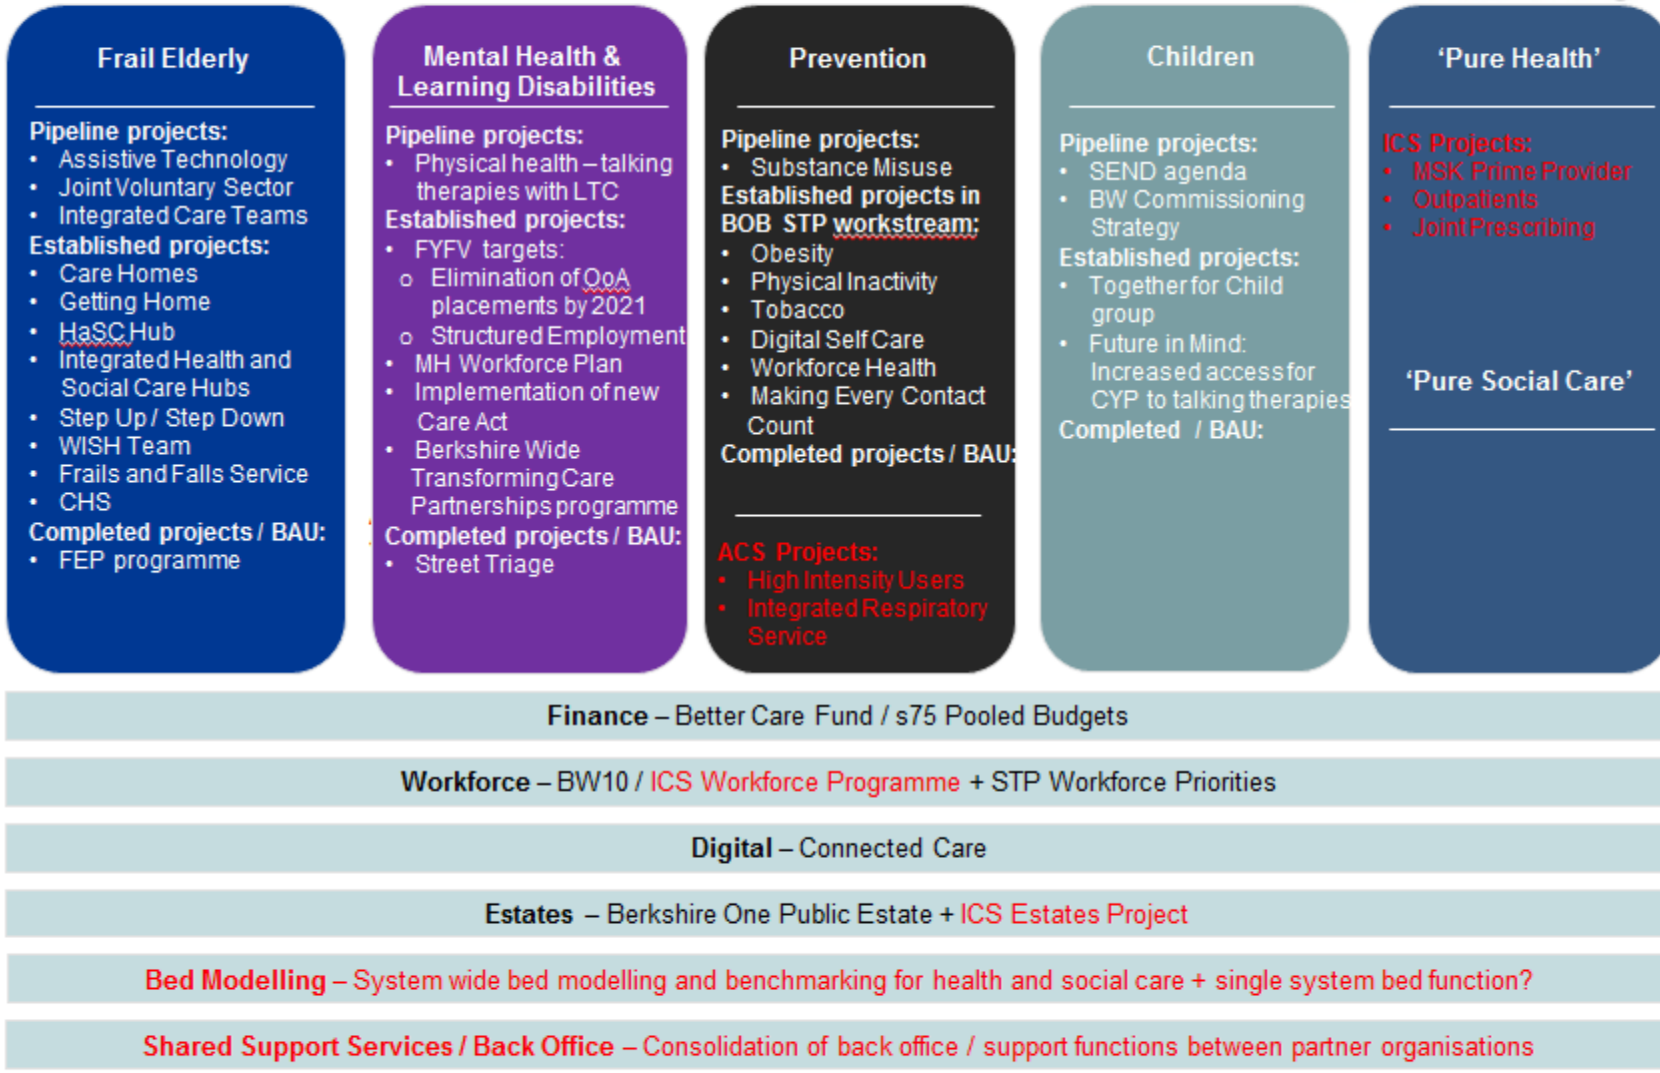 Frail Elderly
Pipeline projects:
• Assistive Technology
• Joint Voluntary Sector
• Integrated Care Teams
Established projects:
• Care Homes
• Getting Home
• HaSC Hub
• Integrated Health and
Social Care Hubs
• Step Up / Step Down
• WISH Team
• Frails and Falls Service
• CHS
Completed projects / BAU:
• FEP programme
Mental Health &
Learning Disabilities
Pipeline projects:
• Physical health – talking
therapies with LTC
Established projects:
• FYFV targets:
o Elimination of OoA
placements by 2021
o Structured Employment
• MH Workforce Plan
• Implementation of new
Care Act
• Berkshire Wide
Transforming Care
Partnerships programme
Completed projects / BAU:
• Street Triage
Prevention
Pipeline projects:
• Substance Misuse
Established projects in
BOB STP workstream:
• Obesity
• Physical Inactivity
• Tobacco
• Digital Self Care
• Workforce Health
• Making Every Contact
Count
Completed projects / BAU:
ACS Projects:
• High Intensity Users
• Integrated Respiratory
Service
Children
Pipeline projects:
• SEND agenda
• BW Commissioning
Strategy
Established projects:
• Together for Child
group
• Future in Mind:
Increased access for
CYP to talking therapies
Completed / BAU:
‘Pure Health’
ICS Projects:
• MSK Prime Provider
• Outpatients
• Joint Prescribing
‘Pure Social Care’
Finance – Better Care Fund / s75 Pooled Budgets
Workforce – BW10 / ICS Workforce Programme + STP Workforce Priorities
Digital – Connected Care
Estates – Berkshire One Public Estate + ICS Estates Project
Bed Modelling – System wide bed modelling and benchmarking for health and social care + single system bed function?
Shared Support Services / Back Office – Consolidation of back office / support functions between partner organisations